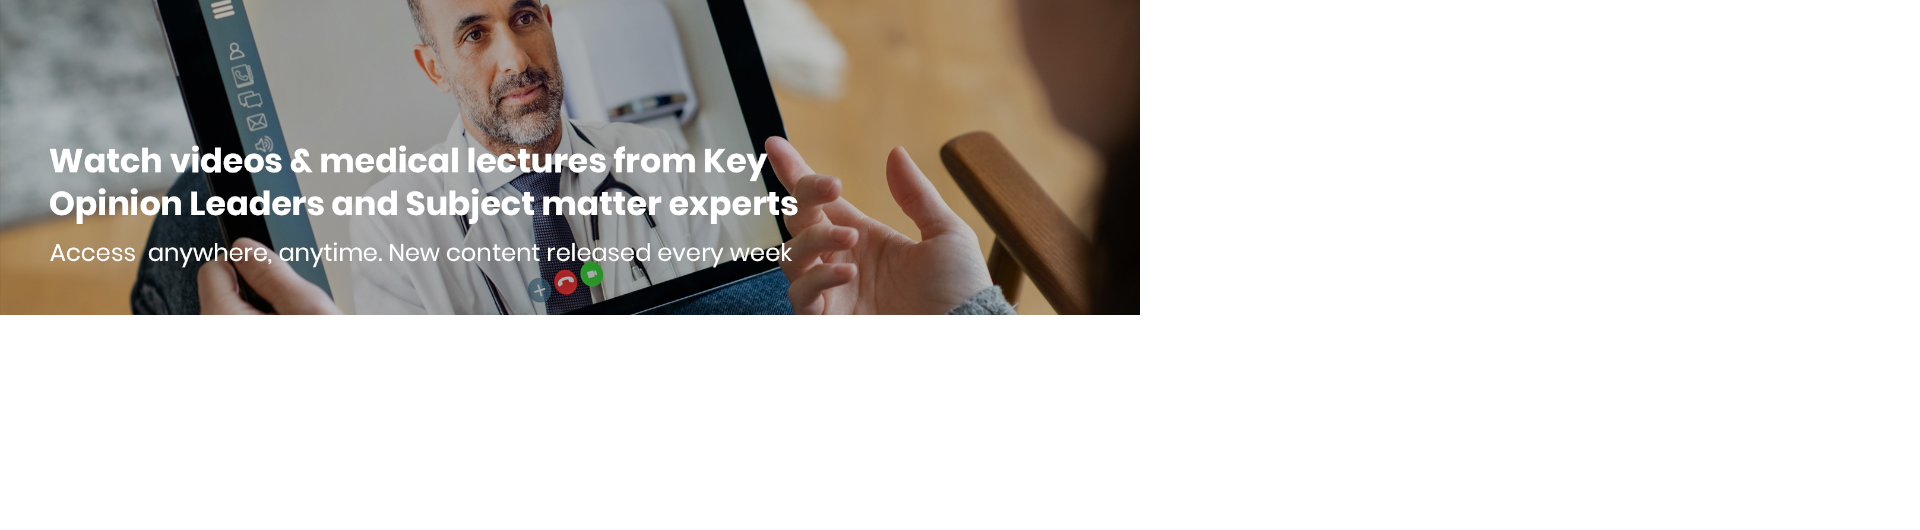 Watch videos & medical lectures from Key
Opinion Leaders and Subject matter experts
Access  anywhere, anytime. New content released every week